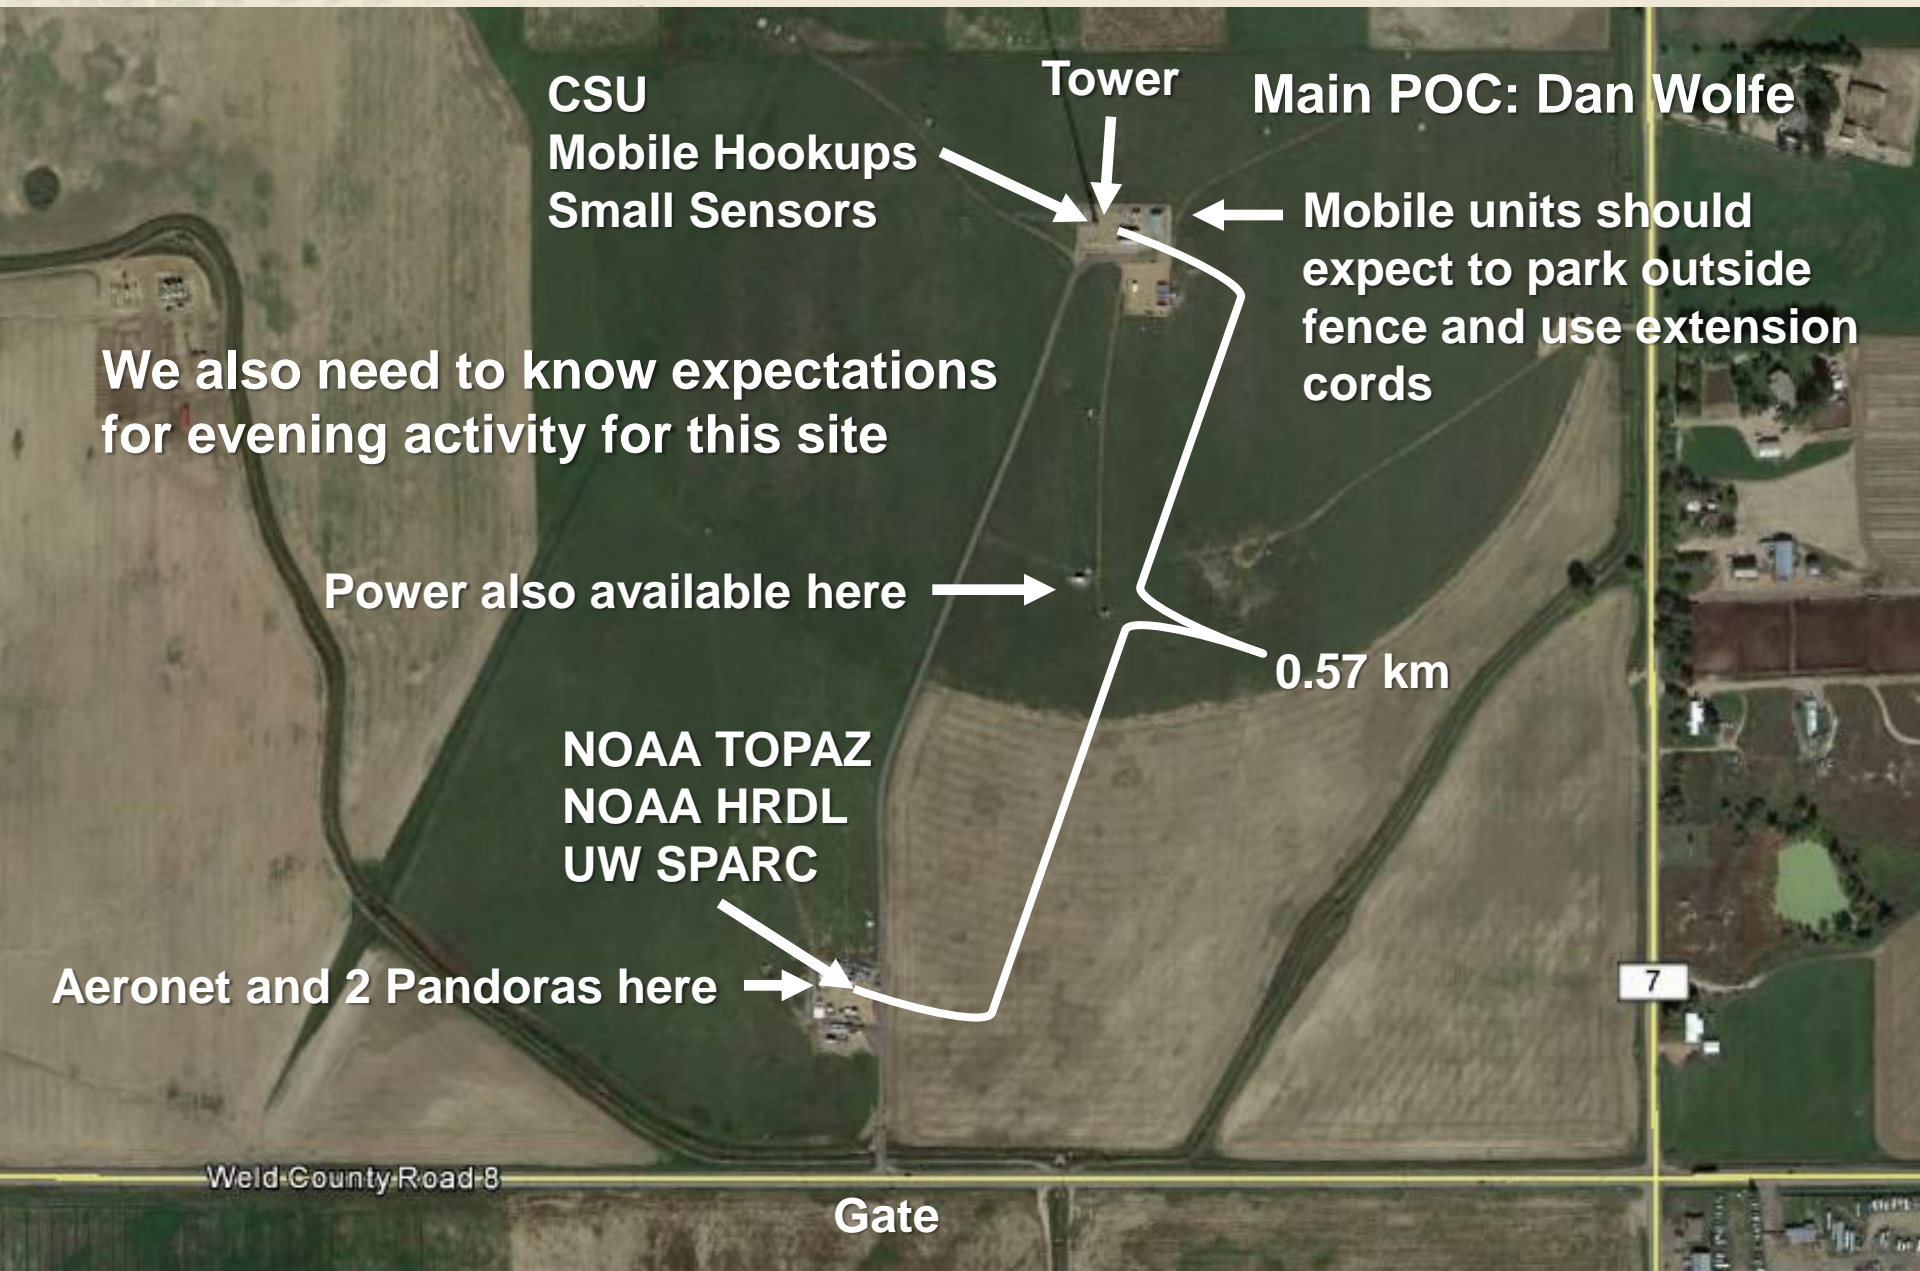 CSU
Mobile Hookups
Small Sensors
Tower
Main POC: Dan Wolfe
Mobile units should
expect to park outside
fence and use extension
cords
We also need to know expectations
for evening activity for this site
Power also available here
0.57 km
NOAA TOPAZ
NOAA HRDL
UW SPARC
Aeronet and 2 Pandoras here
7
Weld County Road 8
Gate